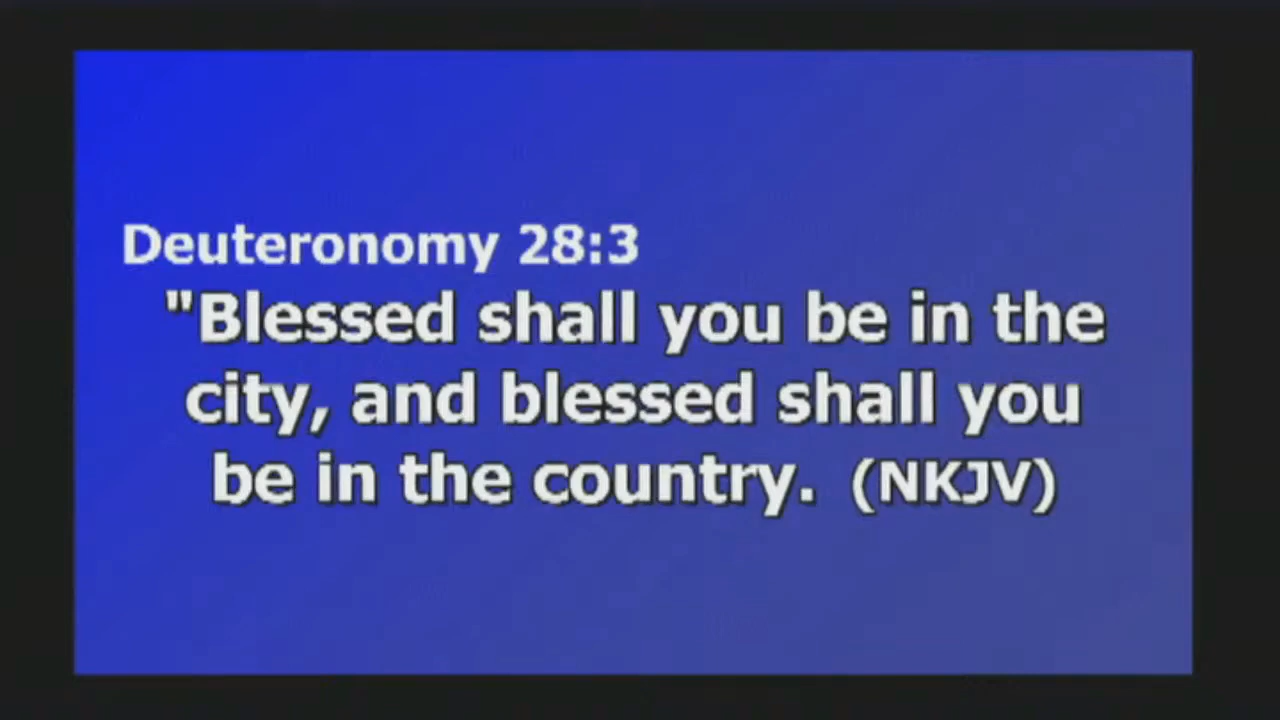 Deuteronomy 28:3
"Blessed shall you be in the
city, and blessed shall you
be in the country. (NKJV)